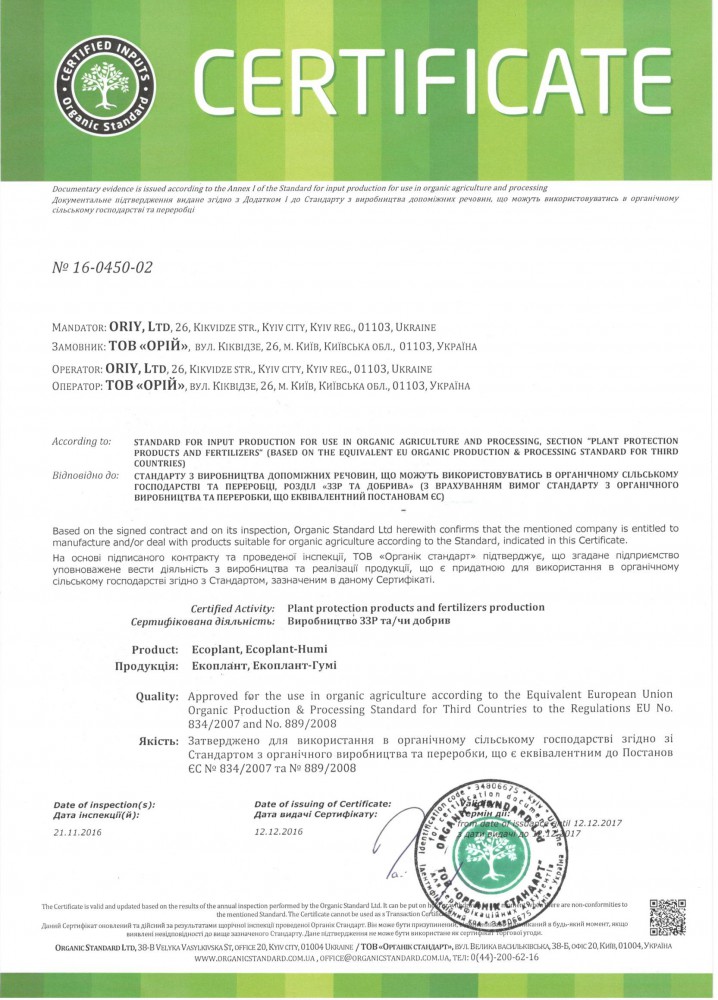 CERTIFIED INPUTS
Organic Standard
CERTIFICATE
Documentary evidence is issued according to the Annex I of the Standard for input production for use in organic agriculture and processing
Документальне підтвердження видане згідно з Додатком I до Стандарту з виробництва допоміжних речовин, що можуть використовуватись в органічному
сільському господарстві та переробці
№ 16-0450-02
MANDATOR: ORIY, LTD, 26, KIKVIDZE STR., KYIV CITY, KYIV REG., 01103, UKRAINE
ЗАМОВНИК: ТОВ «ОРІЙ», ВУЛ. КІКВІДЗЕ, 26, М. КИЇВ, КИЇВСЬКА ОБЛ., 01103, УКРАЇНА
OPERATOR: ORIY, LTD, 26, KIKVIDZE STR., KYIV CITY, KYIV REG., 01103, UKRAINE
ОПЕРАТОР: ТОВ «ОРІЙ», ВУЛ. КІКВІДЗЕ, 26, М. КИЇВ, КИЇВСЬКА ОБЛ., 01103, УКРАЇНА
According to: STANDARD FOR INPUT PRODUCTION FOR USE IN ORGANIC AGRICULTURE AND PROCESSING, SECTION "PLANT PROTECTION
PRODUCTS AND FERTILIZERS" (BASED ON THE EQUIVALENT EU ORGANIC PRODUCTION & PROCESSING STANDARD FOR THIRD
COUNTRIES)
Відповідно до: СТАНДАРТУ З ВИРОБНИЦТВА ДОПОМІЖНИХ РЕЧОВИН, ЩО МОЖУТЬ ВИКОРИСТОВУВАТИСЬ В ОРГАНІЧНОМУ СІЛЬСЬКОМУ
ГОСПОДАРСТВІ ТА ПЕРЕРОБЦІ, РОЗДІЛ «ЗЗР ТА ДОБРИВА» (З ВРАХУВАННЯМ ВИМОГ СТАНДАРТУ З ОРГАНІЧНОГО
ВИРОБНИЦТВА ТА ПЕРЕРОБКИ, ЩО ЕКВІВАЛЕНТНИЙ ПОСТАНОВАМ ЄС)
Based on the signed contract and on its inspection, Organic Standard Ltd herewith confirms that the mentioned company is entitled to
manufacture and/or deal with products suitable for organic agriculture according to the Standard, indicated in this Certificate.
На основі підписаного контракту та проведеної інспекції, ТОВ «Органік стандарт» підтверджує, що згадане підприємство
уповноважене вести діяльність з виробництва та реалізації продукції, що є придатною для використання в органічному
сільському господарстві згідно з Стандартом, зазначеним в даному Сертифікаті.
Certified Activity: Plant protection products and fertilizers production
Сертифікована діяльність: Виробництво ЗЗР та/чи добрив
Product: Ecoplant, Ecoplant-Humi
Продукція: Екоплант, Екоплант-Гумі
Quality: Approved for the use in organic agriculture according to the Equivalent European Union
Organic Production & Processing Standard for Third Countries to the Regulations EU No.
834/2007 and No. 889/2008
Якість: Затверджено для використання в органічному сільському господарстві згідно зі
Стандартом з органічного виробництва та переробки, що є еквівалентним до Постанов
ЄС № 834/2007 та № 889/2008
Date of inspection(s):
Дата інспекції(й):
21.11.2016
Date of issuing of Certificate:
Дата видачі Сертифікату:
12.12.2016
Термін дії:
from date of issuance until 12.12.2017
з дати видачі до 12.12.2017
Identification code * 34806675 * Kyiv * Ukraine
for certification documents
ORGANIC STANDARD Ltd
ТОВ "ОРГАНІК СТАНДАРТ"
The Certificate is valid and updated based on the results of the annual inspection performed by the Organic Standard Ltd. It can be put on are non-conformities to
the mentioned Standard. The Certificate cannot be used as a Transaction
Даний Сертифікат оновлений та дійсний за результатами щорічної інспекції проведеної Органік Стандарт. Він може бути в будь-який момент, якщо
виявлені невідповідності до вище зазначеного Стандарту. Дане підтвердження не може бути використане як сертифікат торгової угоди.
ORGANIC STANDARD LTD, 38-B VELYKA VASYLKIVSKA ST, OFFICE 20, KYIV CITY, 01004 UKRAINE / ТОВ «ОРГАНІК СТАНДАРТ», ВУЛ. ВЕЛИКА ВАСИЛЬКІВСЬКА, 38-Б, ОФІС 20, КИЇВ, 01004, УКРАЇНА
WWW.ORGANICSTANDARD.COM.UA , OFFICE@ORGANICSTANDARD.COM.UA, ТЕЛ: 0(44)-200-62-16